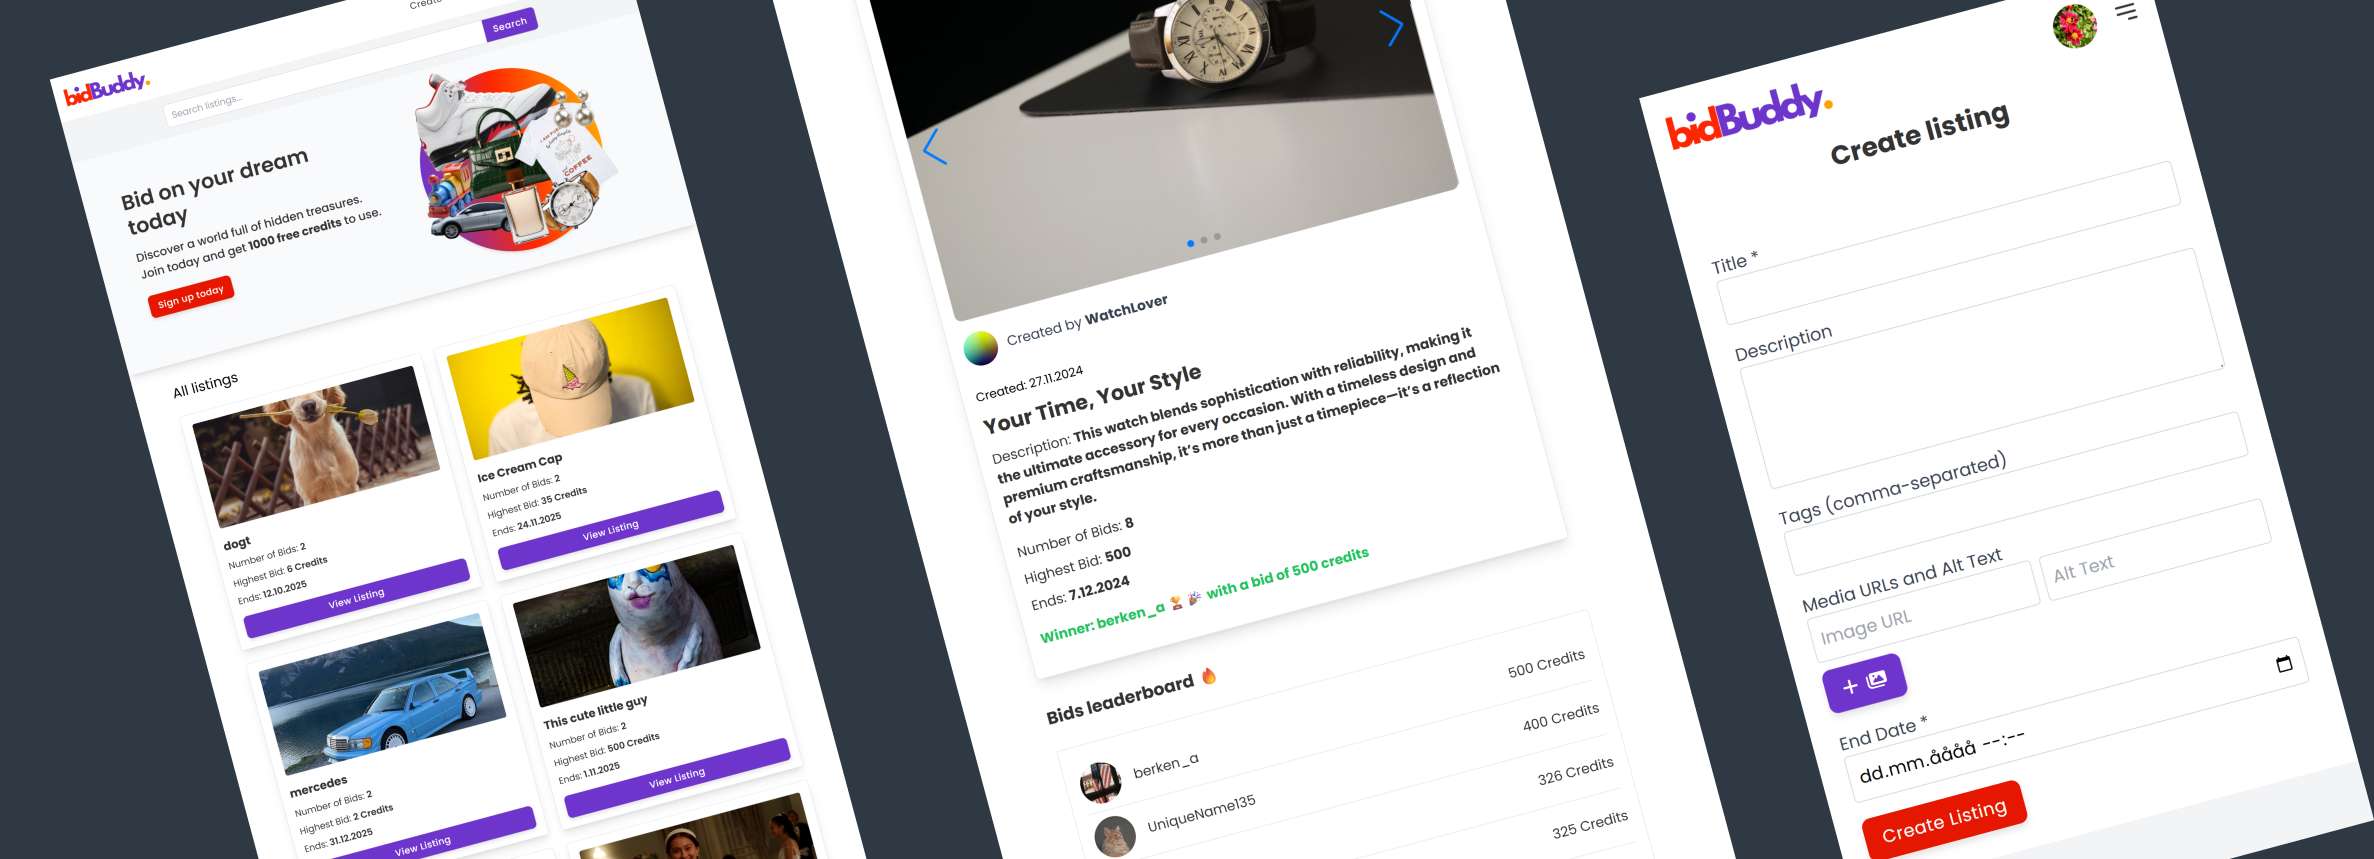 Create
Search
bidBuddy.
Search listings...
Bid on your dream
today
Discover a world full of hidden treasures.
Join today and get 1000 free credits to use.
Sign up today
COFFEE
All listings
dogt
Number of Bids: 2
Highest Bid: 6 Credits
Ends: 12.10.2025
View Listing
Ice Cream Cap
Number of Bids: 2
Highest Bid: 35 Credits
Ends: 24.11.2025
View Listing
mercedes
Number of Bids: 2
Highest Bid: 2 Credits
Ends: 31.12.2025
View Listing
This cute little guy
Number of Bids: 2
Highest Bid: 500 Credits
Ends: 1.11.2025
View Listing
Created by WatchLover
Created: 27.11.2024
Your Time, Your Style
Description: This watch blends sophistication with reliability, making it
the ultimate accessory for every occasion. With a timeless design and
premium craftsmanship, it's more than just a timepiece—it's a reflection
of your style.
Number of Bids: 8
Highest Bid: 500
Ends: 7.12.2024
Winner: berken_a 🏆 🎉 with a bid of 500 credits
Bids leaderboard 🔥
berken_a
500 Credits
UniqueName135
400 Credits
326 Credits
325 Credits
bidBuddy.
Create listing
Title *
Description
Tags (comma-separated)
Media URLs and Alt Text
Image URL
Alt Text
+
End Date *
dd.mm.åååå --:--
Create Listing